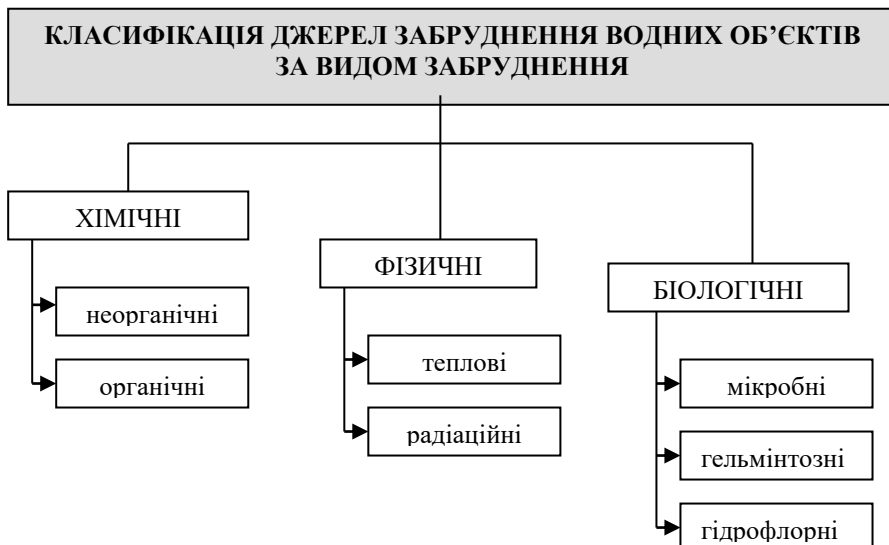 КЛАСИФІКАЦІЯ ДЖЕРЕЛ ЗАБРУДНЕННЯ ВОДНИХ ОБ’ЄКТІВ
ЗА ВИДОМ ЗАБРУДНЕННЯ
ХІМІЧНІ
неорганічні
органічні
ФІЗИЧНІ
теплові
радіаційні
БІОЛОГІЧНІ
мікробні
гельмінтозні
гідрофлорні